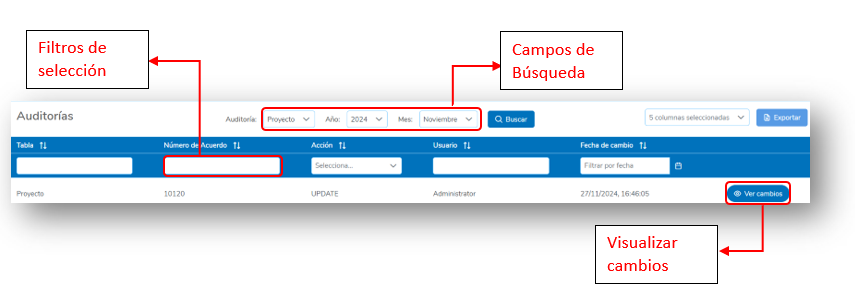 Filtros de
selección
Campos de
Búsqueda
Auditorías
Auditoría: Proyecto Año: 2024 Mes: Noviembre Buscar 5 columnas seleccionadas Exportar
Tabla Número de Acuerdo Acción Usuario Fecha de cambio
Selecciona... Filtrar por fecha
Proyecto 10120 UPDATE Administrator 27/11/2024, 16:46:05 Ver cambios
Visualizar
cambios